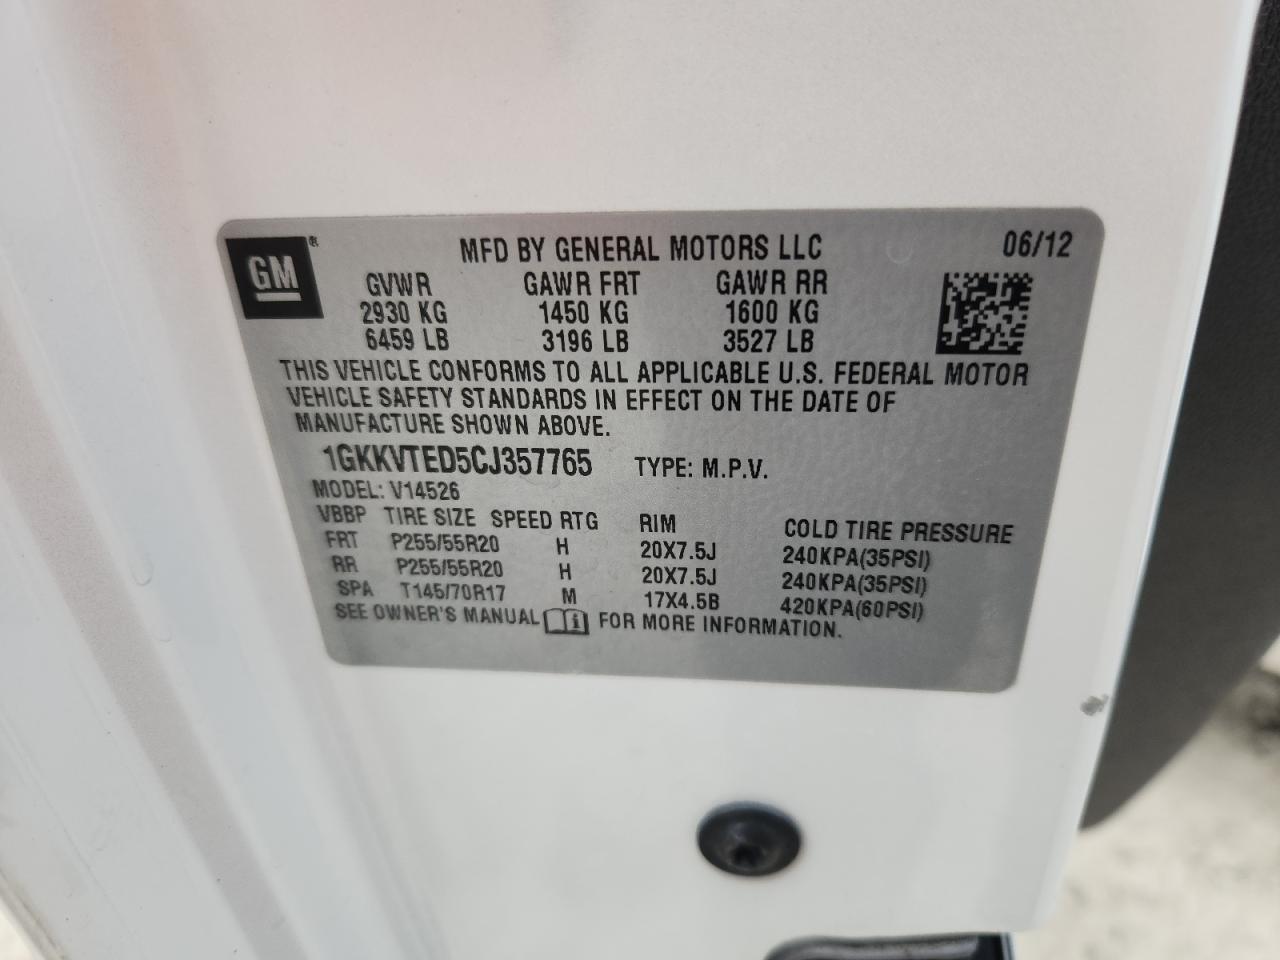 GM ®
MFD BY GENERAL MOTORS LLC 06/12
GVWR GAWR FRT GAWR RR
2930 KG 1450 KG 1600 KG
6459 LB 3196 LB 3527 LB
THIS VEHICLE CONFORMS TO ALL APPLICABLE U.S. FEDERAL MOTOR
VEHICLE SAFETY STANDARDS IN EFFECT ON THE DATE OF
MANUFACTURE SHOWN ABOVE.
1GKKVTED5CJ357765 TYPE: M.P.V.
MODEL: V14526
VBBP TIRE SIZE SPEED RTG RIM COLD TIRE PRESSURE
FRT P255/55R20 H 20X7.5J 240KPA(35PSI)
RR P255/55R20 H 20X7.5J 240KPA(35PSI)
SPA T145/70R17 M 17X4.5B 420KPA(60PSI)
SEE OWNER'S MANUAL FOR MORE INFORMATION.